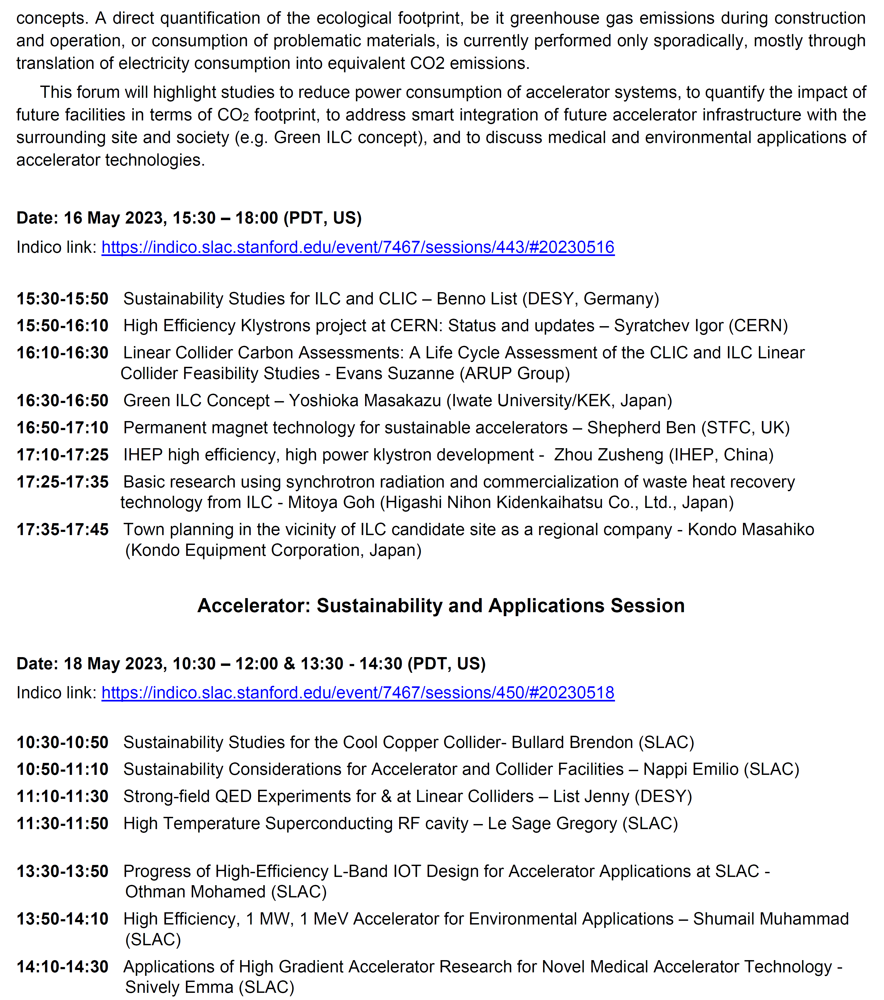 concepts. A direct quantification of the ecological footprint, be it greenhouse gas emissions during construction
and operation, or consumption of problematic materials, is currently performed only sporadically, mostly through
translation of electricity consumption into equivalent CO2 emissions.
This forum will highlight studies to reduce power consumption of accelerator systems, to quantify the impact of
future facilities in terms of CO₂ footprint, to address smart integration of future accelerator infrastructure with the
surrounding site and society (e.g. Green ILC concept), and to discuss medical and environmental applications of
accelerator technologies.
Date: 16 May 2023, 15:30 – 18:00 (PDT, US)
Indico link: https://indico.slac.stanford.edu/event/7467/sessions/443/#20230516
15:30-15:50 Sustainability Studies for ILC and CLIC – Benno List (DESY, Germany)
15:50-16:10 High Efficiency Klystrons project at CERN: Status and updates – Syratchev Igor (CERN)
16:10-16:30 Linear Collider Carbon Assessments: A Life Cycle Assessment of the CLIC and ILC Linear
Collider Feasibility Studies - Evans Suzanne (ARUP Group)
16:30-16:50 Green ILC Concept – Yoshioka Masakazu (Iwate University/KEK, Japan)
16:50-17:10 Permanent magnet technology for sustainable accelerators – Shepherd Ben (STFC, UK)
17:10-17:25 IHEP high efficiency, high power klystron development - Zhou Zusheng (IHEP, China)
17:25-17:35 Basic research using synchrotron radiation and commercialization of waste heat recovery
technology from ILC - Mitoya Goh (Higashi Nihon Kidenkaihatsu Co., Ltd., Japan)
17:35-17:45 Town planning in the vicinity of ILC candidate site as a regional company - Kondo Masahiko
(Kondo Equipment Corporation, Japan)
Accelerator: Sustainability and Applications Session
Date: 18 May 2023, 10:30 – 12:00 & 13:30 - 14:30 (PDT, US)
Indico link: https://indico.slac.stanford.edu/event/7467/sessions/450/#20230518
10:30-10:50 Sustainability Studies for the Cool Copper Collider- Bullard Brendon (SLAC)
10:50-11:10 Sustainability Considerations for Accelerator and Collider Facilities – Nappi Emilio (SLAC)
11:10-11:30 Strong-field QED Experiments for & at Linear Colliders – List Jenny (DESY)
11:30-11:50 High Temperature Superconducting RF cavity – Le Sage Gregory (SLAC)
13:30-13:50 Progress of High-Efficiency L-Band IOT Design for Accelerator Applications at SLAC -
Othman Mohamed (SLAC)
13:50-14:10 High Efficiency, 1 MW, 1 MeV Accelerator for Environmental Applications – Shumail Muhammad
(SLAC)
14:10-14:30 Applications of High Gradient Accelerator Research for Novel Medical Accelerator Technology -
Snively Emma (SLAC)